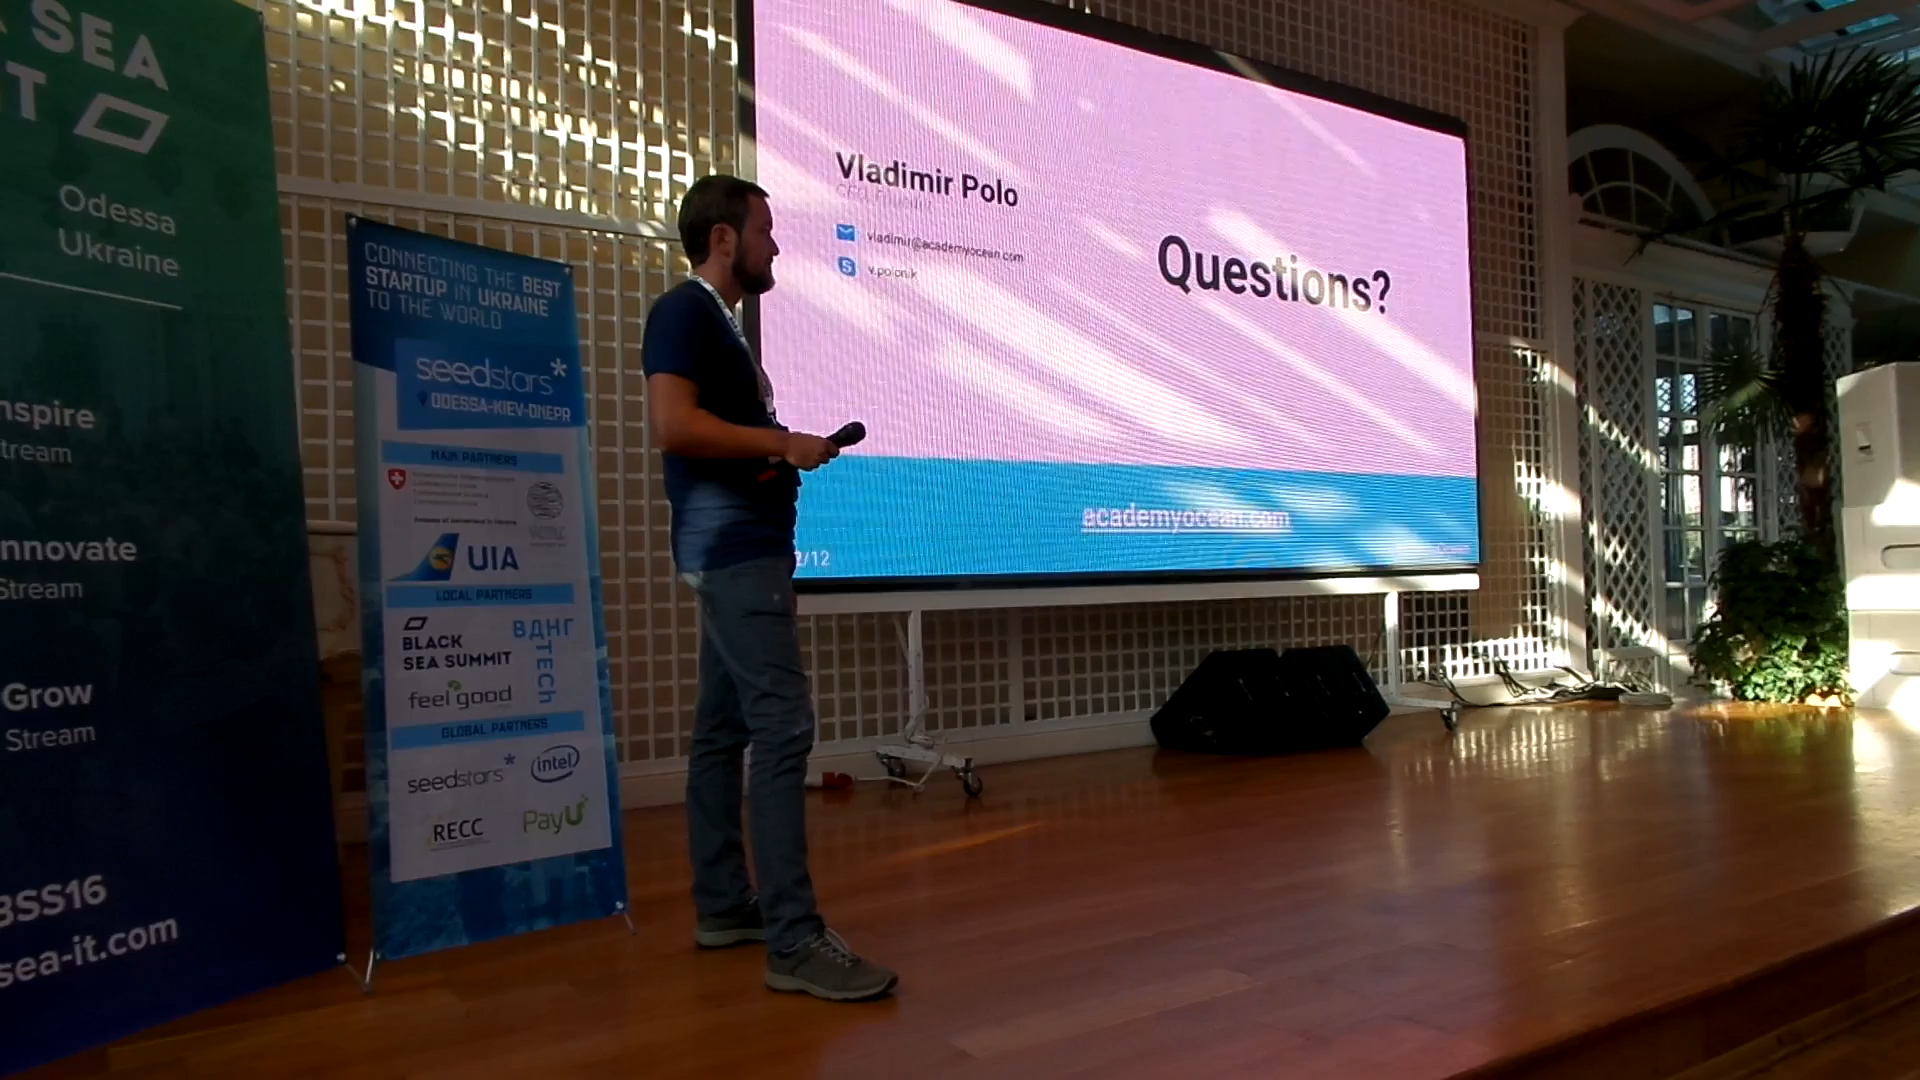 SEA
Odessa
Ukraine
nspire
tream
nnovate
Stream
Grow
Stream
BSS16
sea-it.com
CONNECTING THE BEST
STARTUP IN UKRAINE
TO THE WORLD
seedstars*
ODESSA-KIEV-DNEPR
MAIN PARTNERS
UIA
LOCAL PARTNERS
BLACK
SEA SUMMIT
ВДНГ
TECh
feel good
GLOBAL PARTNERS
seedstars*
intel
RECC
PayU
Vladimir Polo
vladimir@academyocean.com
v.polonik
Questions?
academyocean.com
2/12